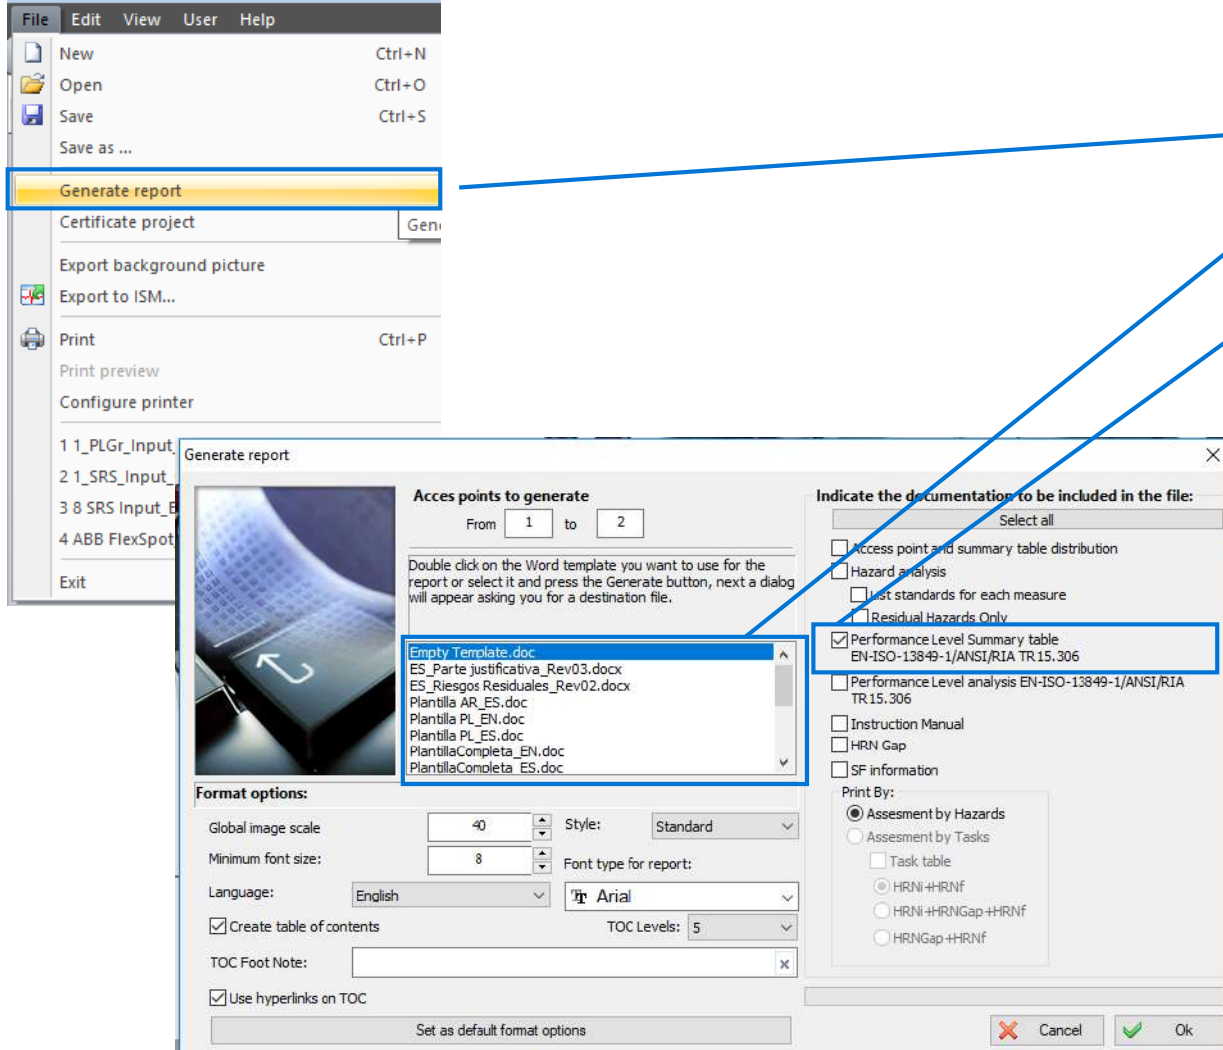 File Edit View User Help
New Ctrl+N
Open Ctrl+O
Save Ctrl+S
Save as ...
Generate report
Certificate project
Export background picture
Export to ISM...
Print Ctrl+P
Print preview
Configure printer
1 1_PLGr_Input_
2 1_SRS_Input_
3 8 SRS Input_E
4 ABB FlexSpot_
Exit
Generate report
Acces points to generate
From 1 to 2
Double click on the Word template you want to use for the
report or select it and press the Generate button, next a dialog
will appear asking you for a destination file.
Empty Template.doc
ES_Parte justificativa_Rev03.docx
ES_Riesgos Residuales_Rev02.docx
Plantilla AR_ES.doc
Plantilla PL_EN.doc
Plantilla PL_ES.doc
PlantillaCompleta_EN.doc
PlantillaCompleta_ES.doc
Format options:
Global image scale 40 Style: Standard
Minimum font size: 8 Font type for report:
Language: English Arial
Create table of contents TOC Levels: 5
TOC Foot Note:
Use hyperlinks on TOC
Set as default format options
Indicate the documentation to be included in the file:
Select all
Access point and summary table distribution
Hazard analysis
List standards for each measure
Residual Hazards Only
Performance Level Summary table
EN-ISO-13849-1/ANSI/RIA TR15.306
Performance Level analysis EN-ISO-13849-1/ANSI/RIA
TR15.306
Instruction Manual
HRN Gap
SF information
Print By:
Assesment by Hazards
Assesment by Tasks
Task table
HRNi+HRNf
HRNi+HRNGap+HRNf
HRNGap+HRNf
Cancel Ok